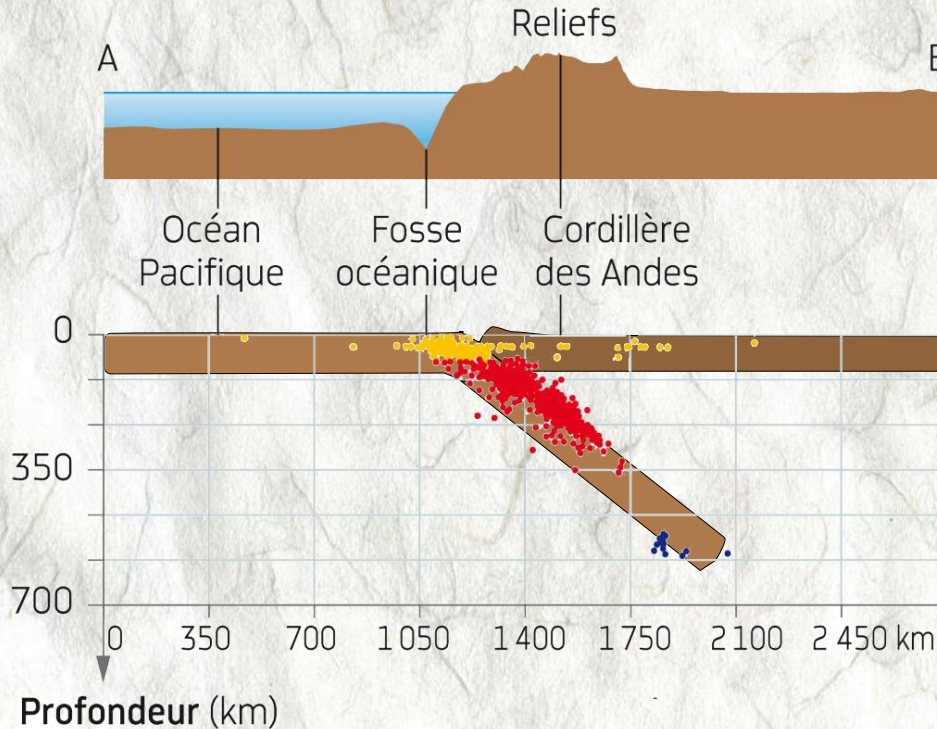 Reliefs
A
E
Océan
Pacifique
Fosse
océanique
Cordillère
des Andes
0
350
700
0 350 700 1 050 1 400 1 750 2 100 2 450 km
Profondeur (km)